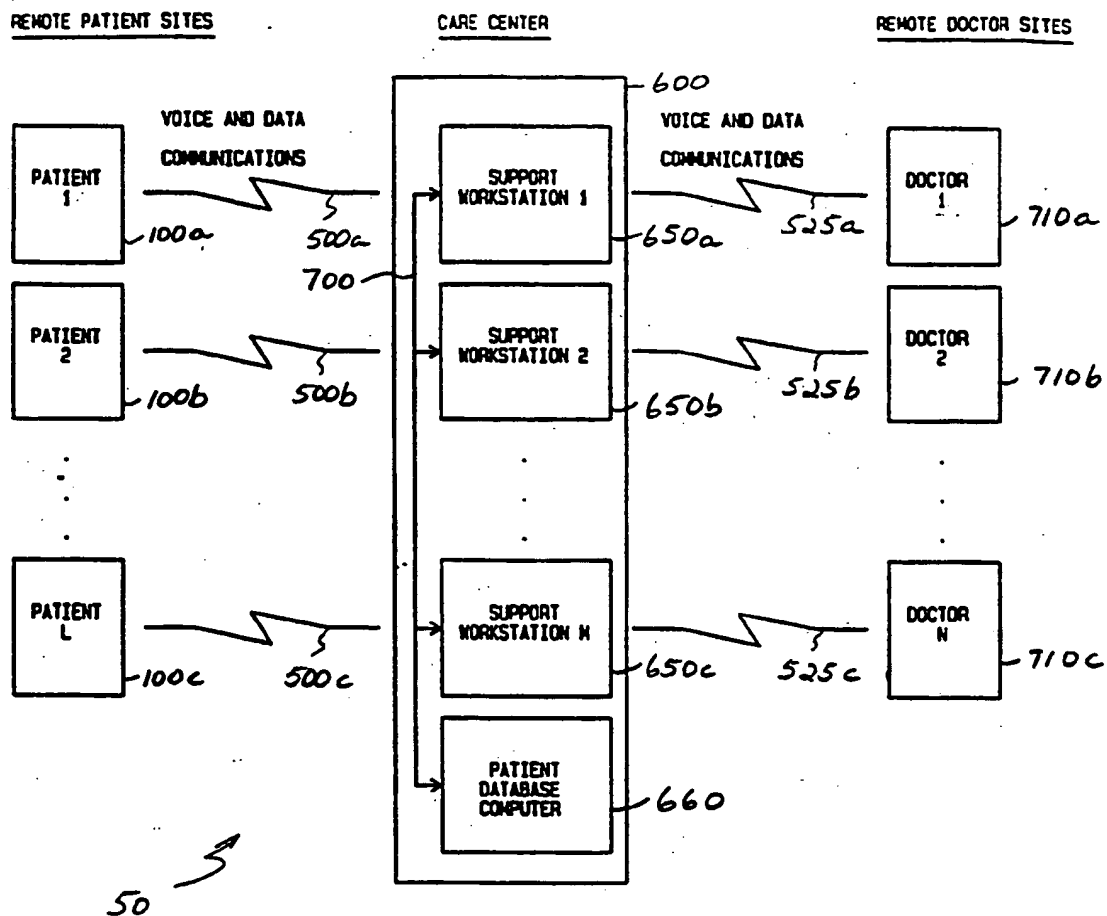 REMOTE PATIENT SITES
CARE CENTER
REMOTE DOCTOR SITES
600
VOICE AND DATA
COMMUNICATIONS
VOICE AND DATA
COMMUNICATIONS
PATIENT
1
SUPPORT
WORKSTATION 1
DOCTOR
1
100a
500a
650a
525a
710a
700
PATIENT
2
SUPPORT
WORKSTATION 2
DOCTOR
2
100b
500b
650b
525b
710b
PATIENT
L
SUPPORT
WORKSTATION M
DOCTOR
N
100c
500c
650c
525c
710c
PATIENT
DATABASE
COMPUTER
660
50